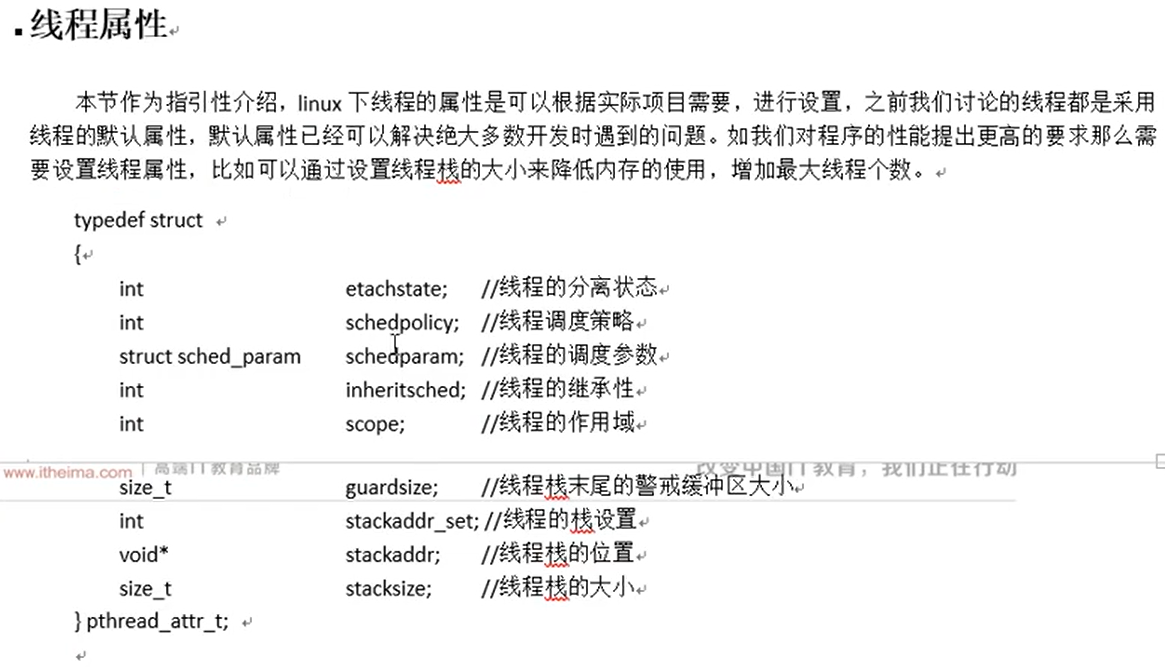 线程属性
本节作为指引性介绍，linux 下线程的属性是可以根据实际项目需要，进行设置，之前我们讨论的线程都是采用
线程的默认属性，默认属性已经可以解决绝大多数开发时遇到的问题。如我们对程序的性能提出更高的要求那么需
要设置线程属性，比如可以通过设置线程栈的大小来降低内存的使用，增加最大线程个数。
typedef struct
{
int etachstate; //线程的分离状态
int schedpolicy; //线程调度策略
struct sched_param schedparam; //线程的调度参数
int inheritsched; //线程的继承性
int scope; //线程的作用域
www.itheima.com | 高端IT教育品牌 改变中国IT教育，我们正在行动
size_t guardsize; //线程栈末尾的警戒缓冲区大小
int stackaddr_set; //线程的栈设置
void* stackaddr; //线程栈的位置
size_t stacksize; //线程栈的大小
} pthread_attr_t;